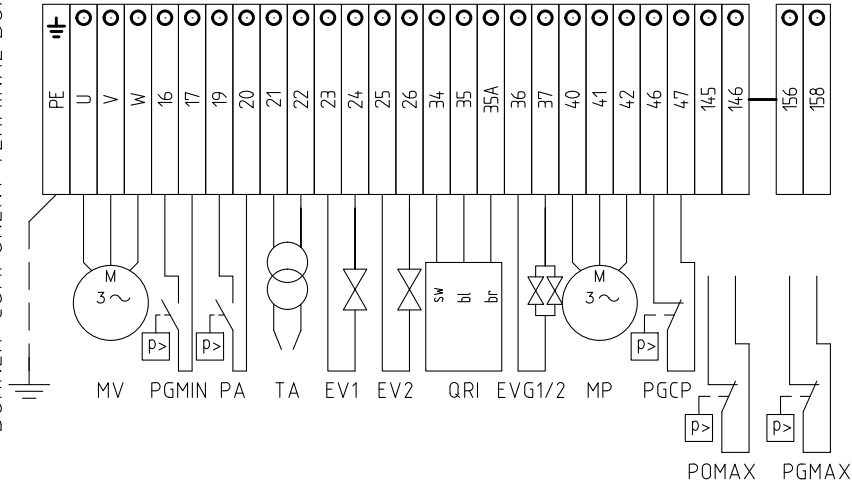 PE U V W 16 17 19 20 21 22 23 24 25 26 34 35 35A 36 37 40 41 42 46 47 145 146 156 158
M
3~
sw
bl
br
M
3~
P>
P>
P>
MV PGMIN PA TA EV1 EV2 QRI EVG1/2 MP PGCP
P>
P>
POMAX PGMAX